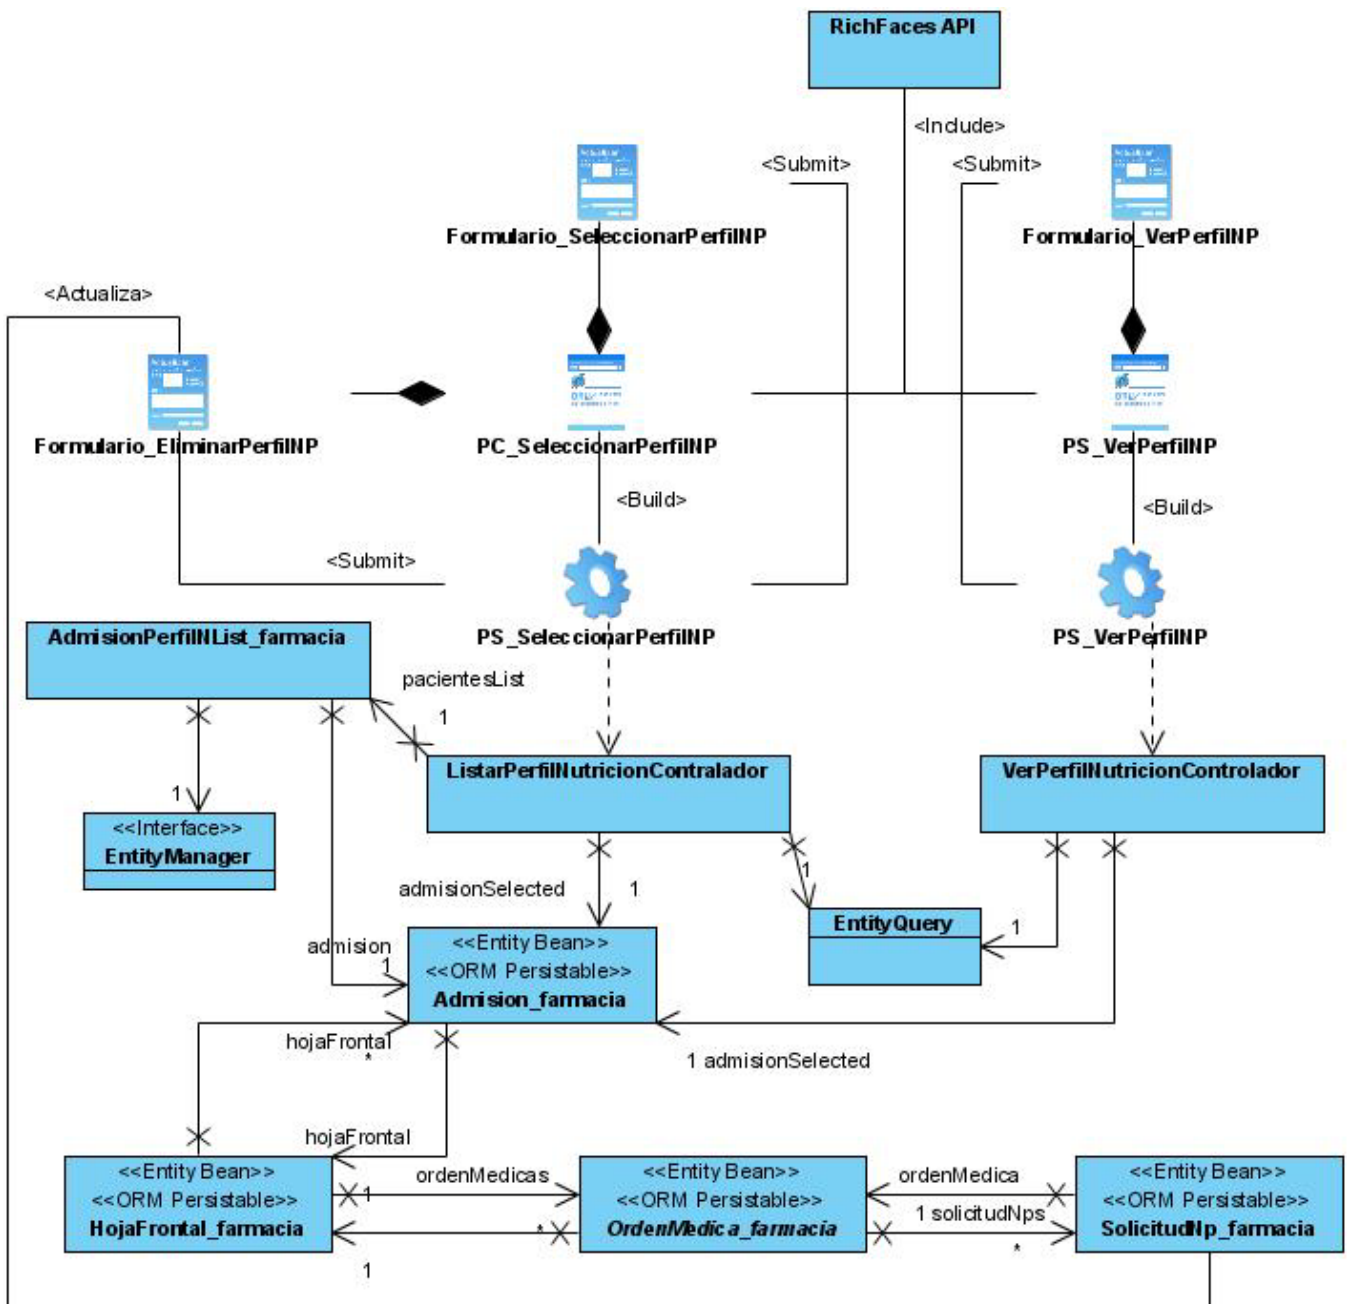 RichFaces API
<Include>
<Submit>
<Submit>
Formulario_SeleccionarPerfilNP
Formulario_VerPerfilNP
<Actualiza>
Formulario_EliminarPerfilNP
PC_SeleccionarPerfilNP
PS_VerPerfilNP
<Build>
<Build>
<Submit>
PS_SeleccionarPerfilNP
PS_VerPerfilNP
AdmisionPerfilNList_farmacia
pacientesList
1
ListarPerfilNutricionContralador
VerPerfilNutricionControlador
1
<<Interface>>
EntityManager
1
admisionSelected
1
EntityQuery
1
admision
1
<<Entity Bean>>
<<ORM Persistable>>
Admision_farmacia
hojaFrontal
*
1 admisionSelected
hojaFrontal
<<Entity Bean>>
<<ORM Persistable>>
HojaFrontal_farmacia
1
ordenMedicas
*
1
<<Entity Bean>>
<<ORM Persistable>>
OrdenMedica_farmacia
ordenMedica
1 solicitudNps
*
<<Entity Bean>>
<<ORM Persistable>>
SolicitudNp_farmacia